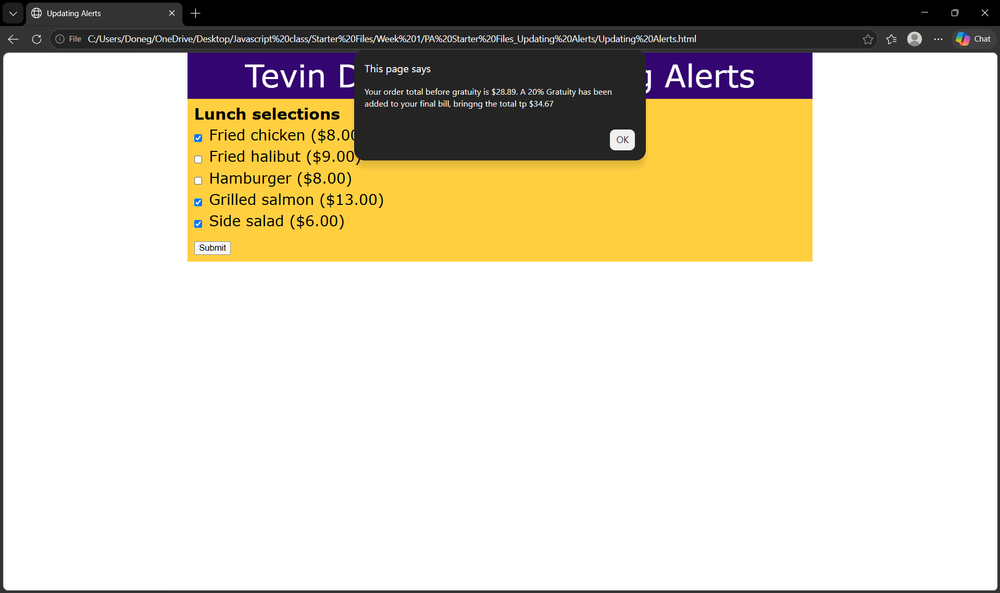 Updating Alerts
File C:/Users/Doneg/OneDrive/Desktop/Javascript%20class/Starter%20Files/Week%201/PA%20Starter%20Files_Updating%20Alerts/Updating%20Alerts.html
Chat
Tevin D
g Alerts
This page says
Your order total before gratuity is $28.89. A 20% Gratuity has been
added to your final bill, bringng the total tp $34.67
OK
Lunch selections
Fried chicken ($8.00
Fried halibut ($9.00)
Hamburger ($8.00)
Grilled salmon ($13.00)
Side salad ($6.00)
Submit